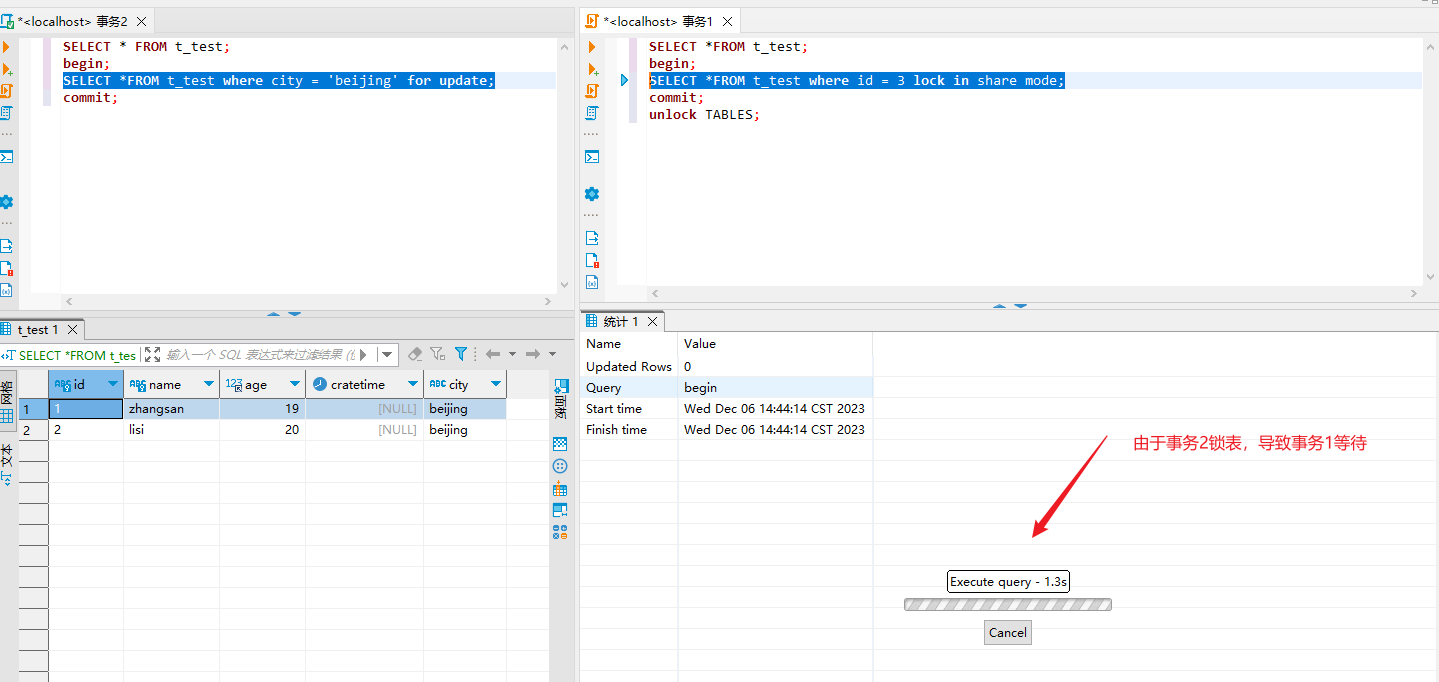 *<localhost> 事务2
SELECT * FROM t_test;
begin;
SELECT *FROM t_test where city = 'beijing' for update;
commit;
t_test 1
SELECT *FROM t_tes
输入一个 SQL 表达式来过滤结果
网格
文本
id name age cratetime city
1 1 zhangsan 19 [NULL] beijing
2 2 lisi 20 [NULL] beijing
面板
*<localhost> 事务1
SELECT *FROM t_test;
begin;
SELECT *FROM t_test where id = 3 lock in share mode;
commit;
unlock TABLES;
统计 1
Name Value
Updated Rows 0
Query begin
Start time Wed Dec 06 14:44:14 CST 2023
Finish time Wed Dec 06 14:44:14 CST 2023
由于事务2锁表，导致事务1等待
Execute query - 1.3s
Cancel